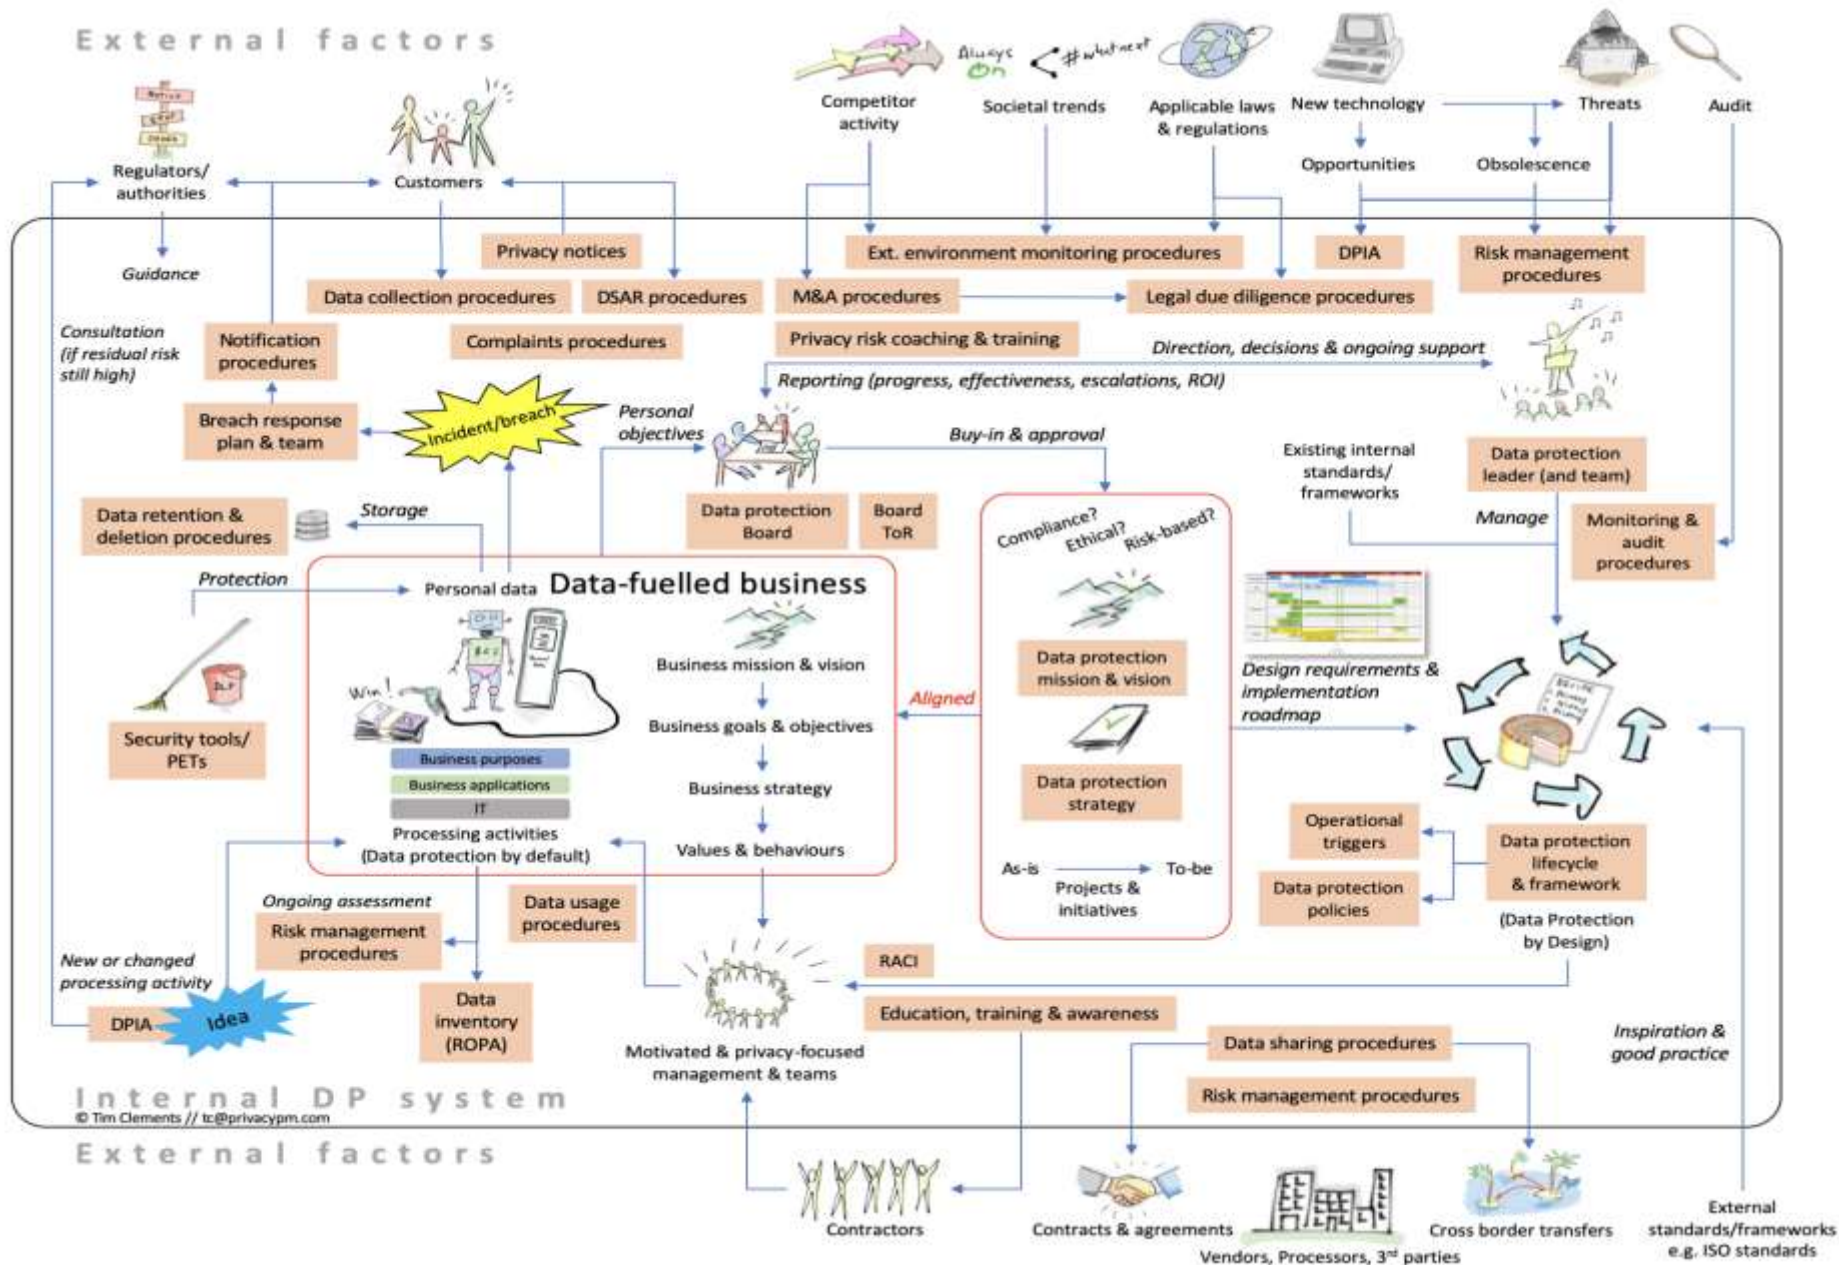 External factors
Always
On
#whatnext
Competitor
activity
Societal trends
Applicable laws
& regulations
New technology
Threats
Audit
Regulators/
authorities
Customers
Opportunities
Obsolescence
Guidance
Privacy notices
Ext. environment monitoring procedures
DPIA
Risk management
procedures
Data collection procedures
DSAR procedures
M&A procedures
Legal due diligence procedures
Consultation
(if residual risk
still high)
Notification
procedures
Complaints procedures
Privacy risk coaching & training
Direction, decisions & ongoing support
Reporting (progress, effectiveness, escalations, ROI)
Breach response
plan & team
Incident/breach
Personal
objectives
Buy-in & approval
Existing internal
standards/
frameworks
Data protection
leader (and team)
Data retention &
deletion procedures
Storage
Data protection
Board
Board
ToR
Compliance?
Ethical?
Risk-based?
Manage
Monitoring &
audit
procedures
Protection
Personal data
Data-fuelled business
Business mission & vision
Data protection
mission & vision
Design requirements &
implementation
roadmap
Win!
DLP
Aligned
Business goals & objectives
Security tools/
PETs
Business purposes
Business applications
IT
Business strategy
Data protection
strategy
Processing activities
(Data protection by default)
Values & behaviours
Operational
triggers
Data protection
lifecycle
& framework
As-is
To-be
Projects &
initiatives
Data protection
policies
(Data Protection
by Design)
Ongoing assessment
Risk management
procedures
Data usage
procedures
New or changed
processing activity
RACI
DPIA
Idea
Data
inventory
(ROPA)
Education, training & awareness
Motivated & privacy-focused
management & teams
Data sharing procedures
Inspiration &
good practice
Risk management procedures
Internal DP system
© Tim Clements // tc@privacypm.com
External factors
Contractors
Contracts & agreements
Vendors, Processors, 3rd parties
Cross border transfers
External
standards/frameworks
e.g. ISO standards